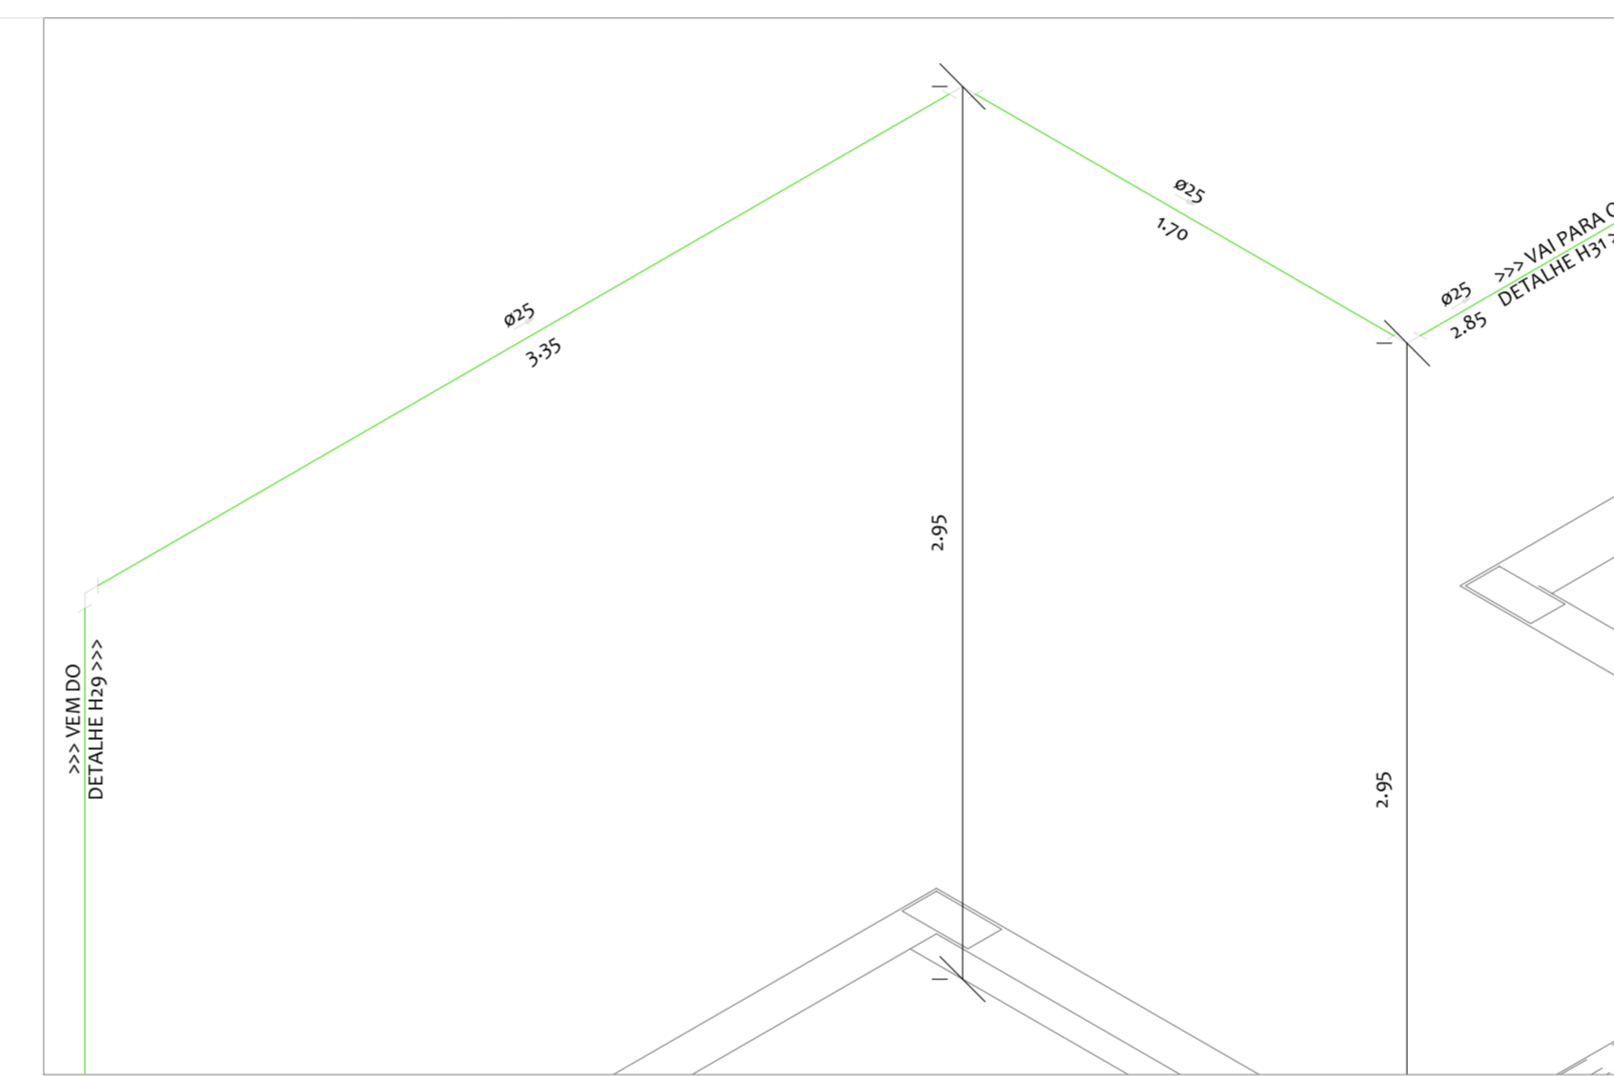 ø25
3.35
ø25
1.70
ø25
2.85
>>> VAI PARA
DETALHE H31
2.95
2.95
>>> VEM DO
DETALHE H29 >>>